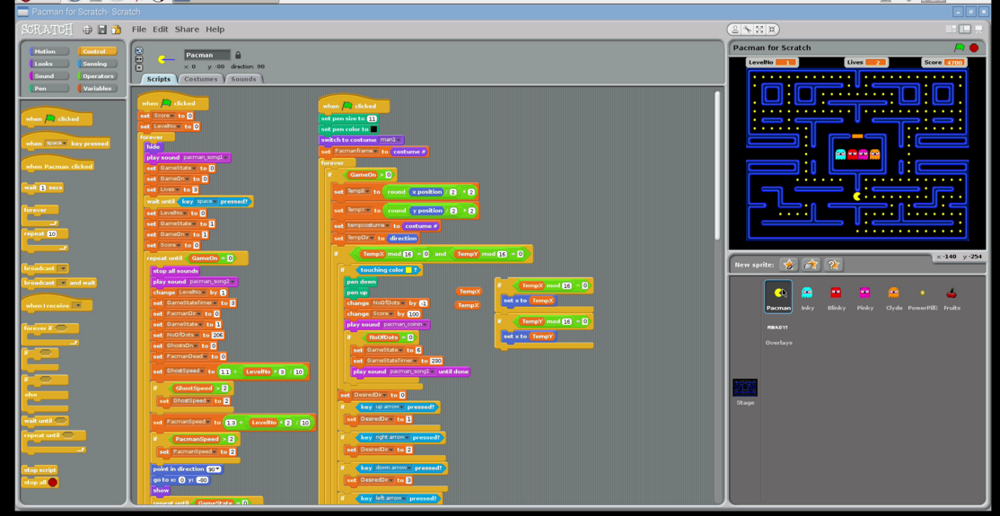 Pacman for Scratch- Scratch
SCRATCH
File Edit Share Help
Motion Control
Looks Sensing
Sound Operators
Pen Variables
when clicked
when space key pressed
when Pacman clicked
wait 1 secs
forever
repeat 10
broadcast
broadcast and wait
when I receive
forever if
if
if
else
wait until
repeat until
stop script
stop all
Pacman
x: 0 y: -80 direction: 90
Scripts Costumes Sounds
when clicked
set Score to 0
set LevelNo to 0
forever
hide
play sound pacman_song1
set GameState to 0
set GameOn to 0
set Lives to 3
wait until key space pressed?
set LevelNo to 0
set GameState to 1
set GameOn to 1
set Score to 0
repeat until GameOn = 0
stop all sounds
play sound pacman_song2
change LevelNo by 1
set GameStateTimer to 3
set PacmanDir to 0
set GameState to 1
set NoOfDots to 206
set GhostsOn to 0
set PacmanDead to 0
set GhostSpeed to 1.1 + LevelNo * 3 / 10
if GhostSpeed > 2
set GhostSpeed to 2
set PacmanSpeed to 1.3 + LevelNo * 2 / 10
if PacmanSpeed > 2
set PacmanSpeed to 2
point in direction 90
go to x: 0 y: -80
show
repeat until GameState = 0
when clicked
set pen size to 11
set pen color to
switch to costume man1
set Pacmanframe to costume #
forever
if GameOn > 0
set TempX to round x position / 2 * 2
set TempY to round y position / 2 * 2
set tempcostume to costume #
set TempDir to direction
if TempX mod 16 = 0 and TempY mod 16 = 0
if touching color ?
pen down
pen up
change NoOfDots by -1
change Score by 100
play sound pacman_coinin
if NoOfDots = 0
set GameState to 6
set GameStateTimer to 230
play sound pacman_song1 until done
set DesiredDir to 0
if key up arrow pressed?
set DesiredDir to 1
if key right arrow pressed?
set DesiredDir to 2
if key down arrow pressed?
set DesiredDir to 3
if key left arrow pressed?
TempX
TempX
if TempX mod 16 = 0
set x to TempX
if TempY mod 16 = 0
set x to TempY
Pacman for Scratch
LevelNo 1 Lives 2 Score 4700
x: -140 y: -254
New sprite:
Pacman Inky Blinky Pinky Clyde PowerPill Fruits
READY!
Overlays
Stage